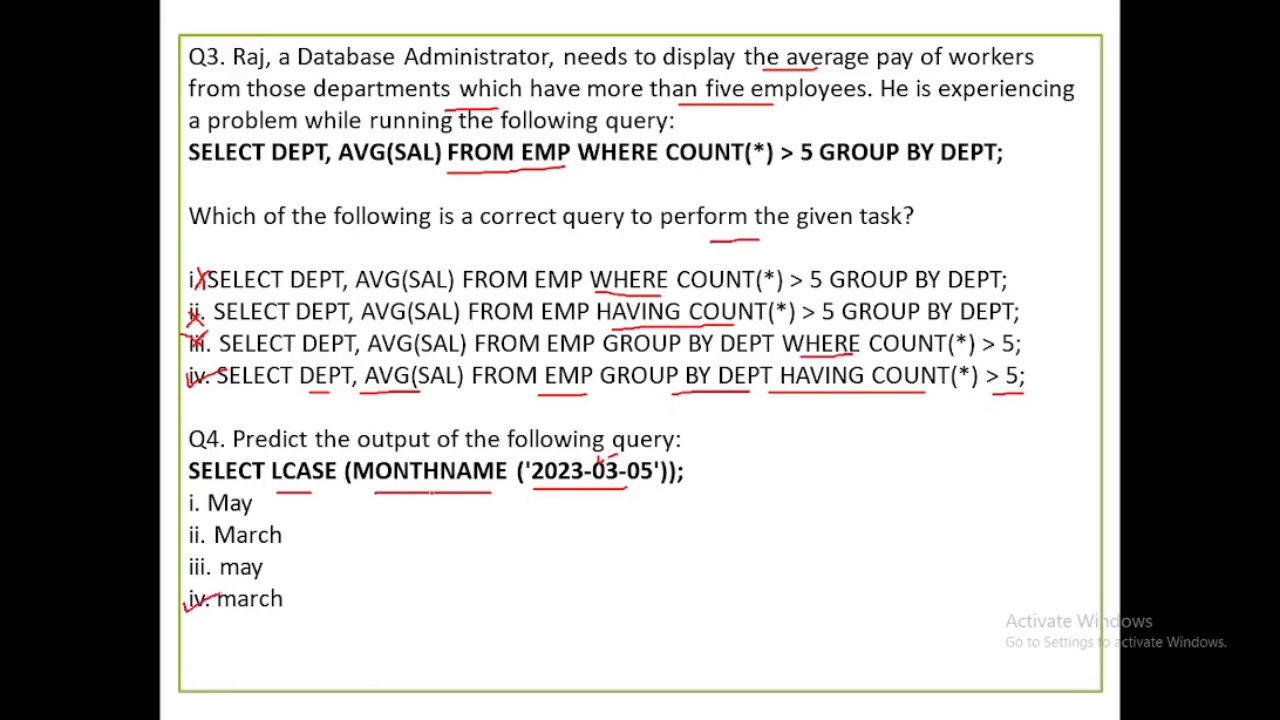 Q3. Raj, a Database Administrator, needs to display the average pay of workers
from those departments which have more than five employees. He is experiencing
a problem while running the following query:
SELECT DEPT, AVG(SAL) FROM EMP WHERE COUNT(*) > 5 GROUP BY DEPT;
Which of the following is a correct query to perform the given task?
i. SELECT DEPT, AVG(SAL) FROM EMP WHERE COUNT(*) > 5 GROUP BY DEPT;
ii. SELECT DEPT, AVG(SAL) FROM EMP HAVING COUNT(*) > 5 GROUP BY DEPT;
iii. SELECT DEPT, AVG(SAL) FROM EMP GROUP BY DEPT WHERE COUNT(*) > 5;
iv. SELECT DEPT, AVG(SAL) FROM EMP GROUP BY DEPT HAVING COUNT(*) > 5;
Q4. Predict the output of the following query:
SELECT LCASE (MONTHNAME ('2023-03-05'));
i. May
ii. March
iii. may
iv. march
Activate Windows
Go to Settings to activate Windows.